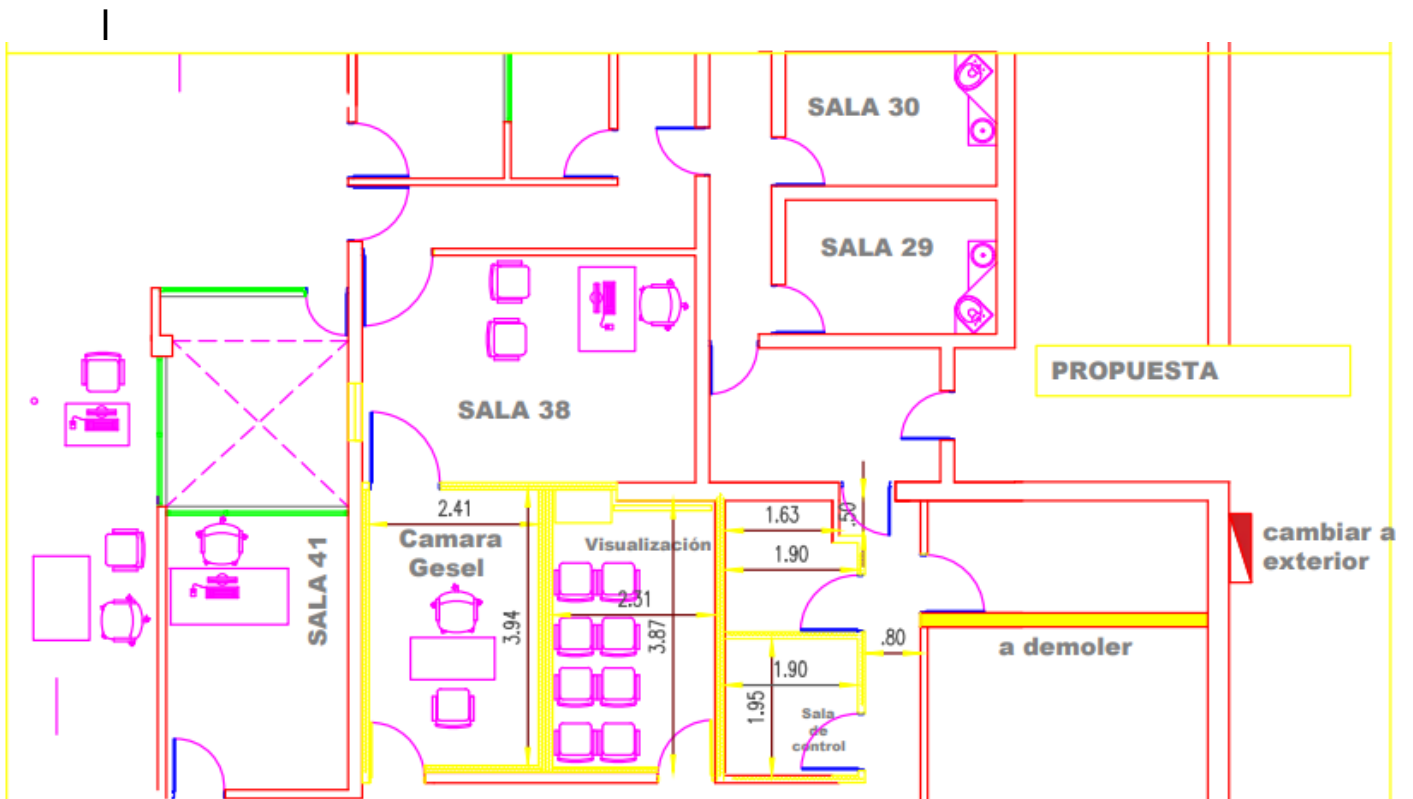 SALA 30
SALA 29
PROPUESTA
SALA 38
2.41
Camara
Gesel
3.94
Visualización
2.31
3.87
1.63
.50
1.90
cambiar a
exterior
SALA 41
.80
a demoler
1.90
1.95
Sala
de
control